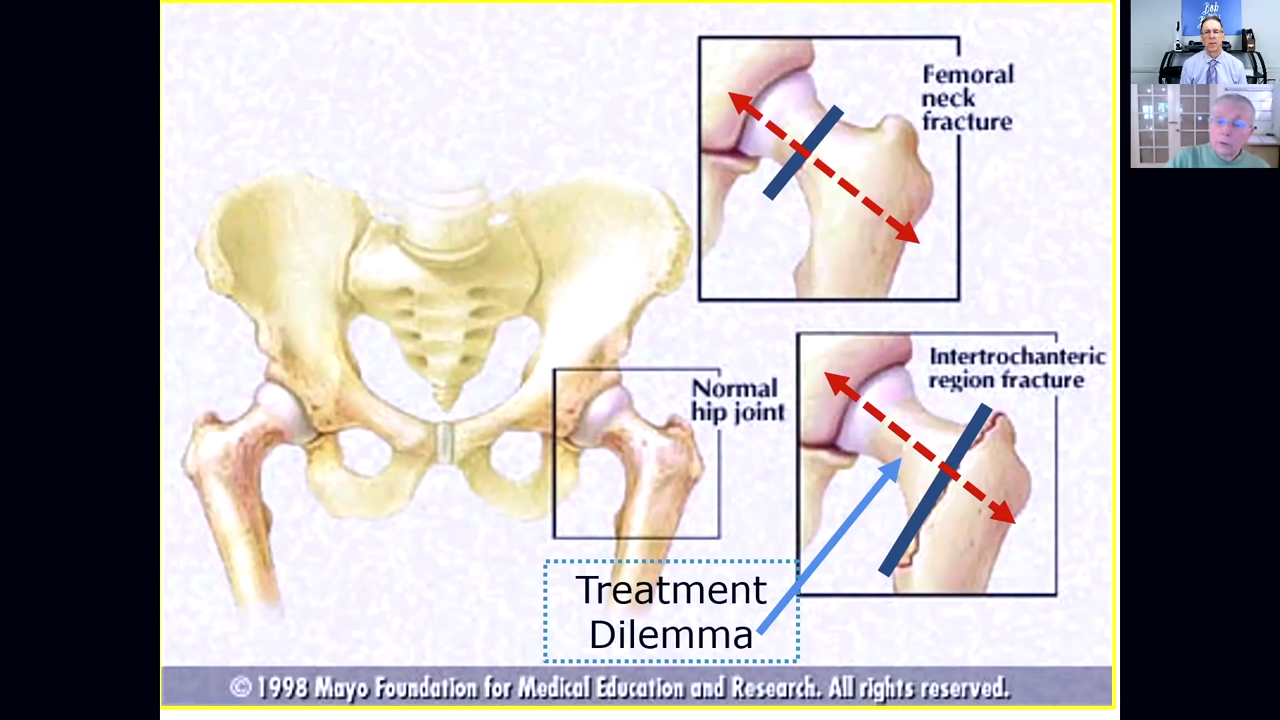 Femoral
neck
fracture
Intertrochanteric
region fracture
Normal
hip joint
Treatment
Dilemma
© 1998 Mayo Foundation for Medical Education and Research. All rights reserved.
Bob